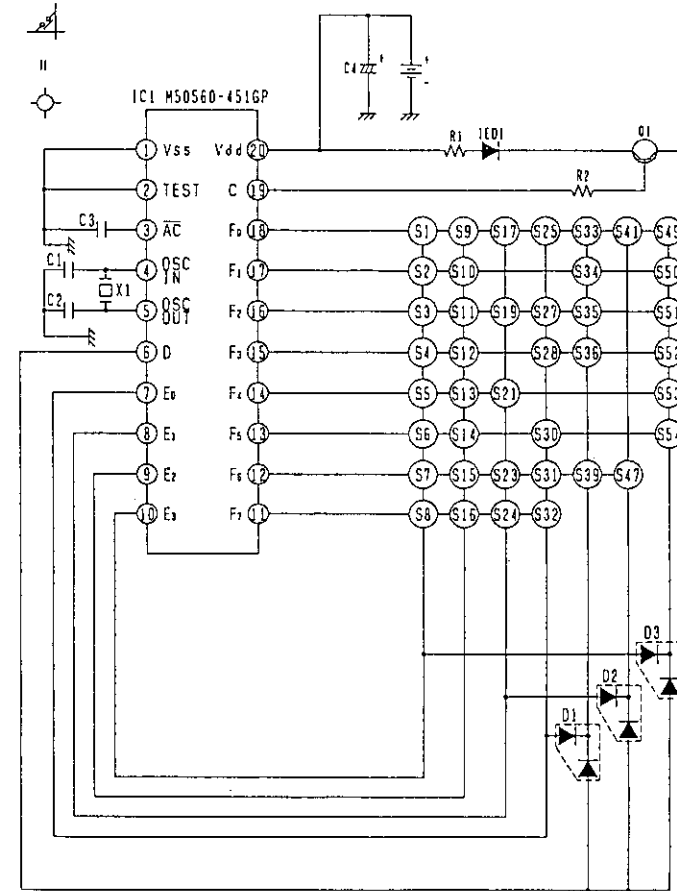 C4 + + -
IC1 M50560-451GP
1 Vss Vdd 20 R1 LED1 Q1
2 TEST C 19 R2
C3 3 AC F0 18 S1 S9 S17 S25 S33 S41 S49
C1 4 OSC IN F1 17 S2 S10 S34 S50
X1
C2 5 OSC OUT F2 16 S3 S11 S19 S27 S35 S51
6 D F3 15 S4 S12 S28 S36 S52
7 E0 F4 14 S5 S13 S21 S53
8 E1 F5 13 S6 S14 S30 S54
9 E2 F6 12 S7 S15 S23 S31 S39 S47
10 E3 F7 11 S8 S16 S24 S32
D3
D2
D1